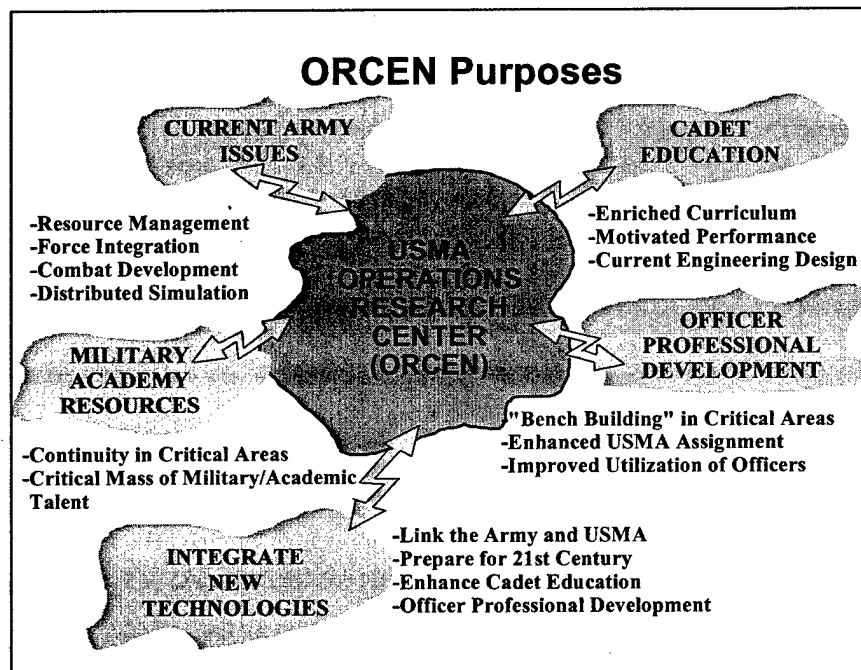 ORCEN Purposes
CURRENT ARMY
ISSUES
-Resource Management
-Force Integration
-Combat Development
-Distributed Simulation
CADET
EDUCATION
-Enriched Curriculum
-Motivated Performance
-Current Engineering Design
USMA
OPERATIONS
RESEARCH
CENTER
(ORCEN)
MILITARY
ACADEMY
RESOURCES
-Continuity in Critical Areas
-Critical Mass of Military/Academic
Talent
OFFICER
PROFESSIONAL
DEVELOPMENT
"Bench Building" in Critical Areas
-Enhanced USMA Assignment
-Improved Utilization of Officers
INTEGRATE
NEW
TECHNOLOGIES
-Link the Army and USMA
-Prepare for 21st Century
-Enhance Cadet Education
-Officer Professional Development